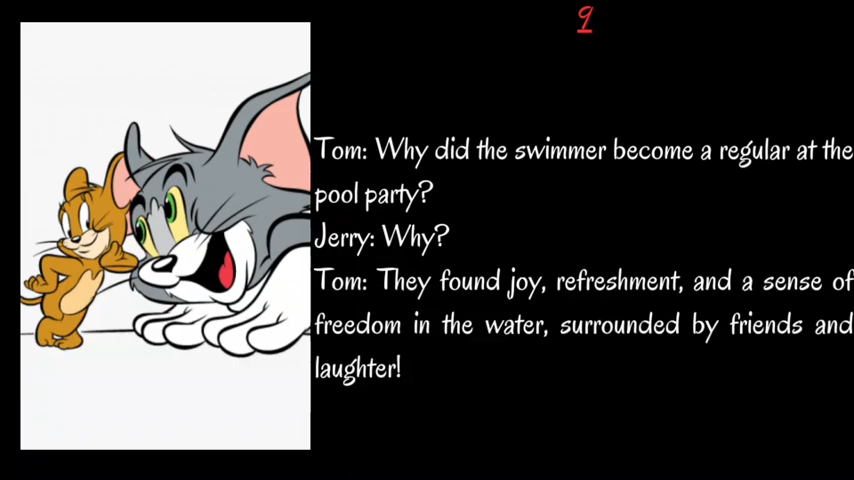 9
Tom: Why did the swimmer become a regular at the
pool party?
Jerry: Why?
Tom: They found joy, refreshment, and a sense of
freedom in the water, surrounded by friends and
laughter!